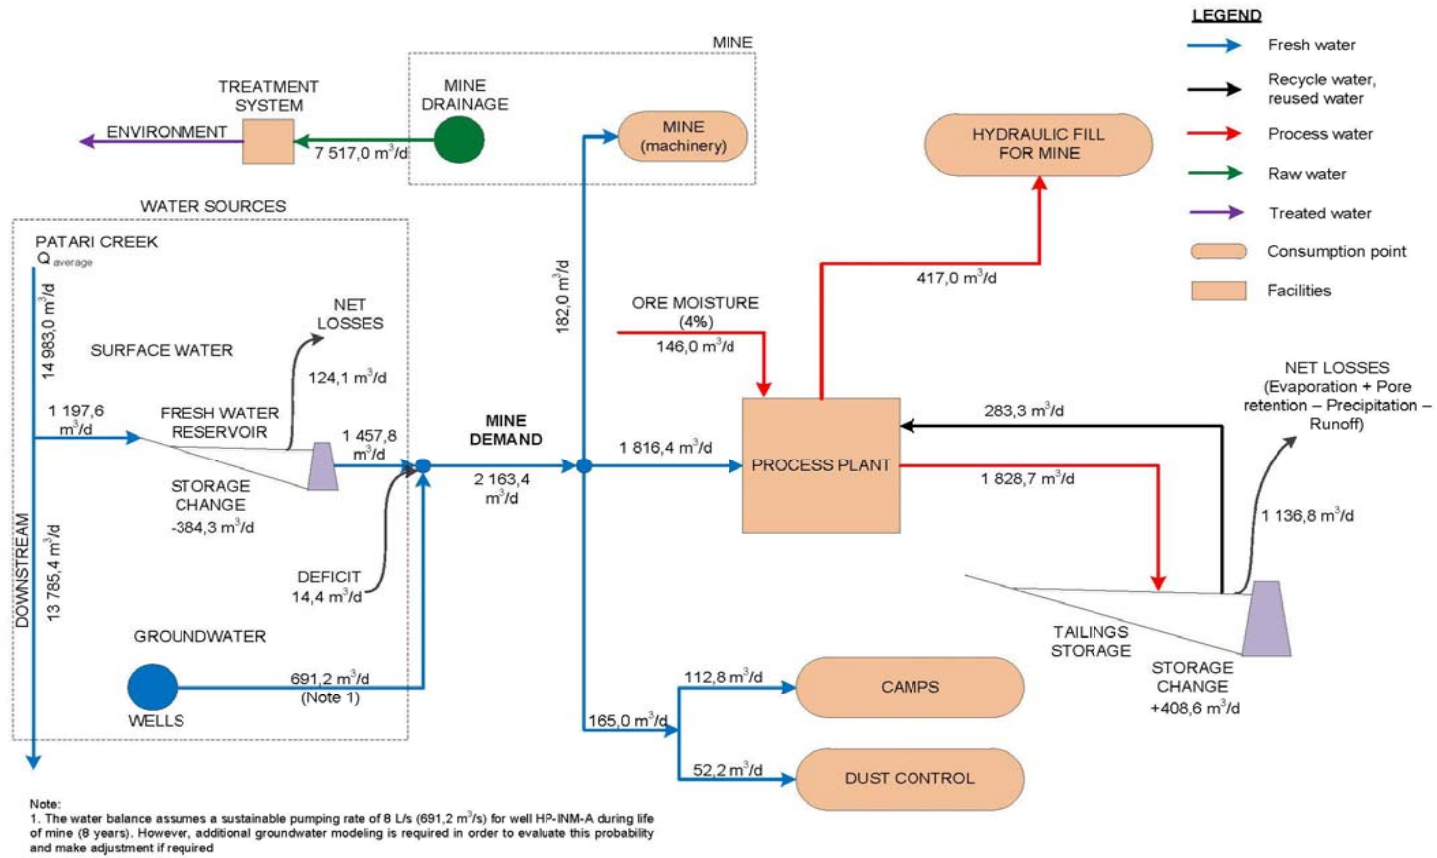 LEGEND
Fresh water
Recycle water,
reused water
Process water
Raw water
Treated water
Consumption point
Facilities
MINE
TREATMENT
SYSTEM
MINE
DRAINAGE
ENVIRONMENT
7 517,0 m³/d
MINE
(machinery)
HYDRAULIC FILL
FOR MINE
WATER SOURCES
PATARI CREEK
Q average
14 983,0 m³/d
NET
LOSSES
SURFACE WATER
124,1 m³/d
182,0 m³/d
ORE MOISTURE
(4%)
146,0 m³/d
417,0 m³/d
1 197,6
m³/d
FRESH WATER
RESERVOIR
1 457,8
m³/d
MINE
DEMAND
2 163,4
m³/d
1 816,4 m³/d
PROCESS PLANT
283,3 m³/d
1 828,7 m³/d
NET LOSSES
(Evaporation + Pore
retention – Precipitation –
Runoff)
1 136,8 m³/d
STORAGE
CHANGE
-384,3 m³/d
DOWNSTREAM
13 785,4 m³/d
DEFICIT
14,4 m³/d
GROUNDWATER
691,2 m³/d
(Note 1)
WELLS
165,0 m³/d
112,8 m³/d
CAMPS
52,2 m³/d
DUST CONTROL
TAILINGS
STORAGE
STORAGE
CHANGE
+408,6 m³/d
Note:
1. The water balance assumes a sustainable pumping rate of 8 L/s (691,2 m³/s) for well HP-INM-A during life
of mine (8 years). However, additional groundwater modeling is required in order to evaluate this probability
and make adjustment if required